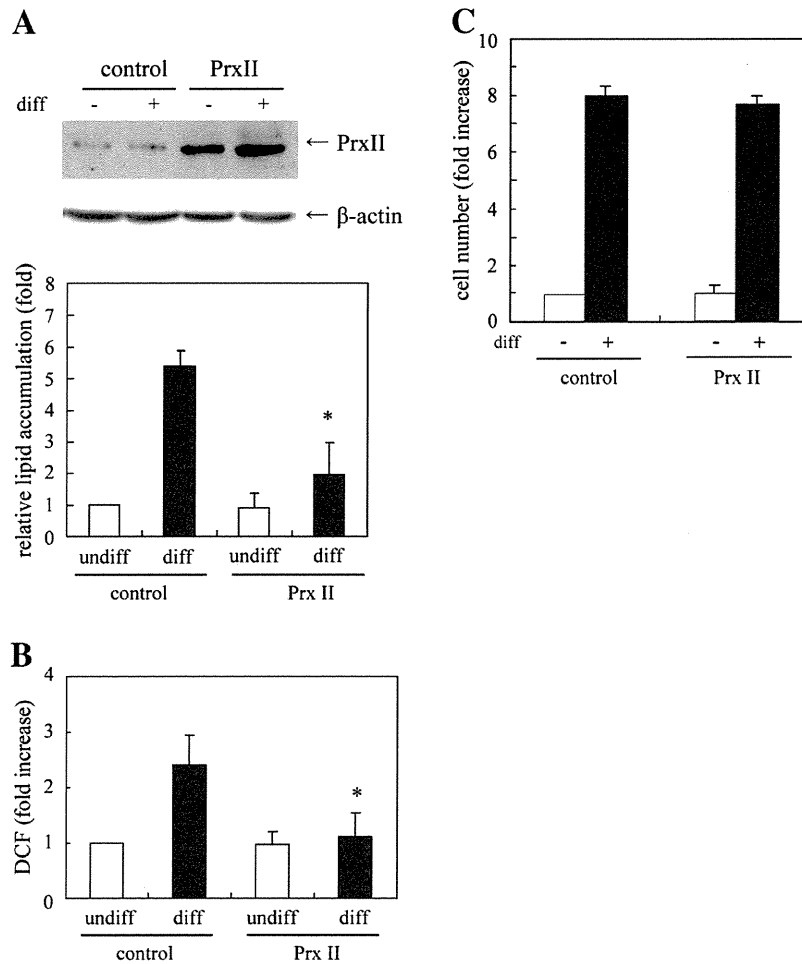 A
control PrxII
diff - + - +
← PrxII
← β-actin
relative lipid accumulation (fold)
8
7
6
5
4
3
2
1
0
*
undiff diff undiff diff
control Prx II
B
DCF (fold increase)
4
3
2
1
0
*
undiff diff undiff diff
control Prx II
C
cell number (fold increase)
10
8
6
4
2
0
diff - + - +
control Prx II